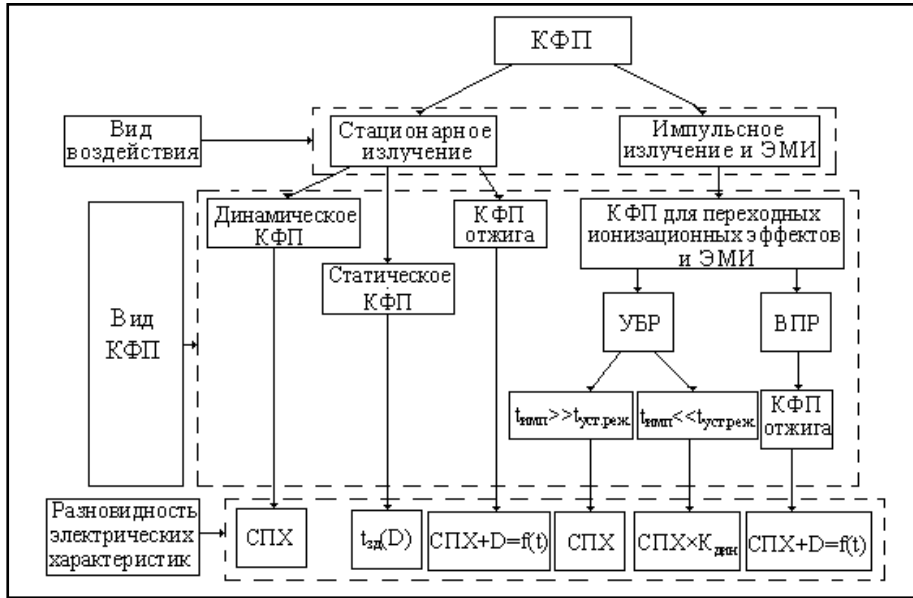 КФП
Вид
воздействия
Стационарное
излучение
Импульсное
излучение и ЭМИ
Вид
КФП
Динамическое
КФП
Статическое
КФП
КФП
отжига
КФП для переходных
ионизационных эффектов
и ЭМИ
УБР
ВПР
tимп>>tуст.реж.
tимп<<tуст.реж.
КФП
отжига
Разновидность
электрических
характеристик
СПХ
tзд(D)
СПХ+D=f(t)
СПХ
СПХ×Kдин
СПХ+D=f(t)